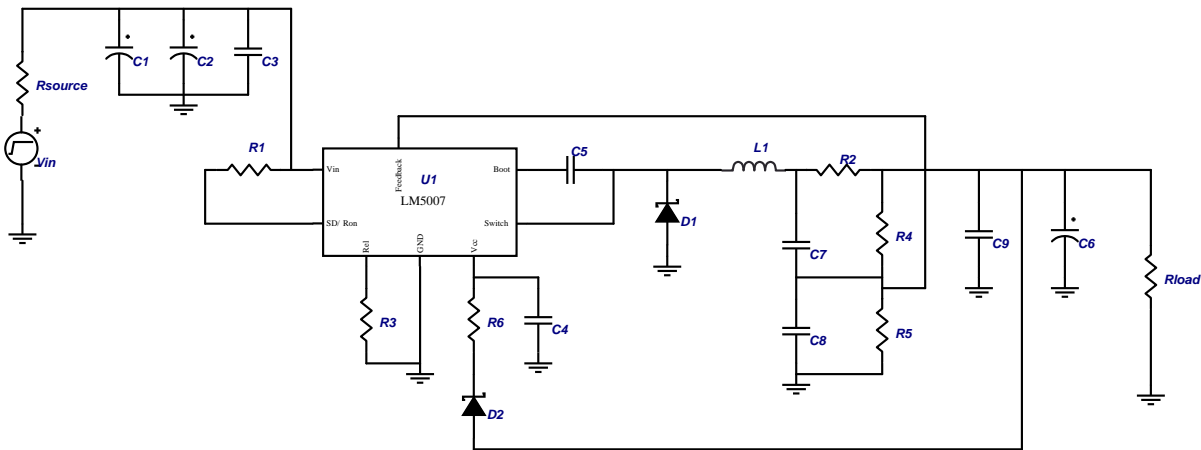 C1
C2
C3
Rsource
+
Vin
-
R1
Vin
Feedback
U1
LM5007
Boot
SD/ Ron
Switch
Rcl
GND
Vcc
C5
L1
R2
D1
R4
C7
C9
C6
Rload
R3
R6
C4
C8
R5
D2